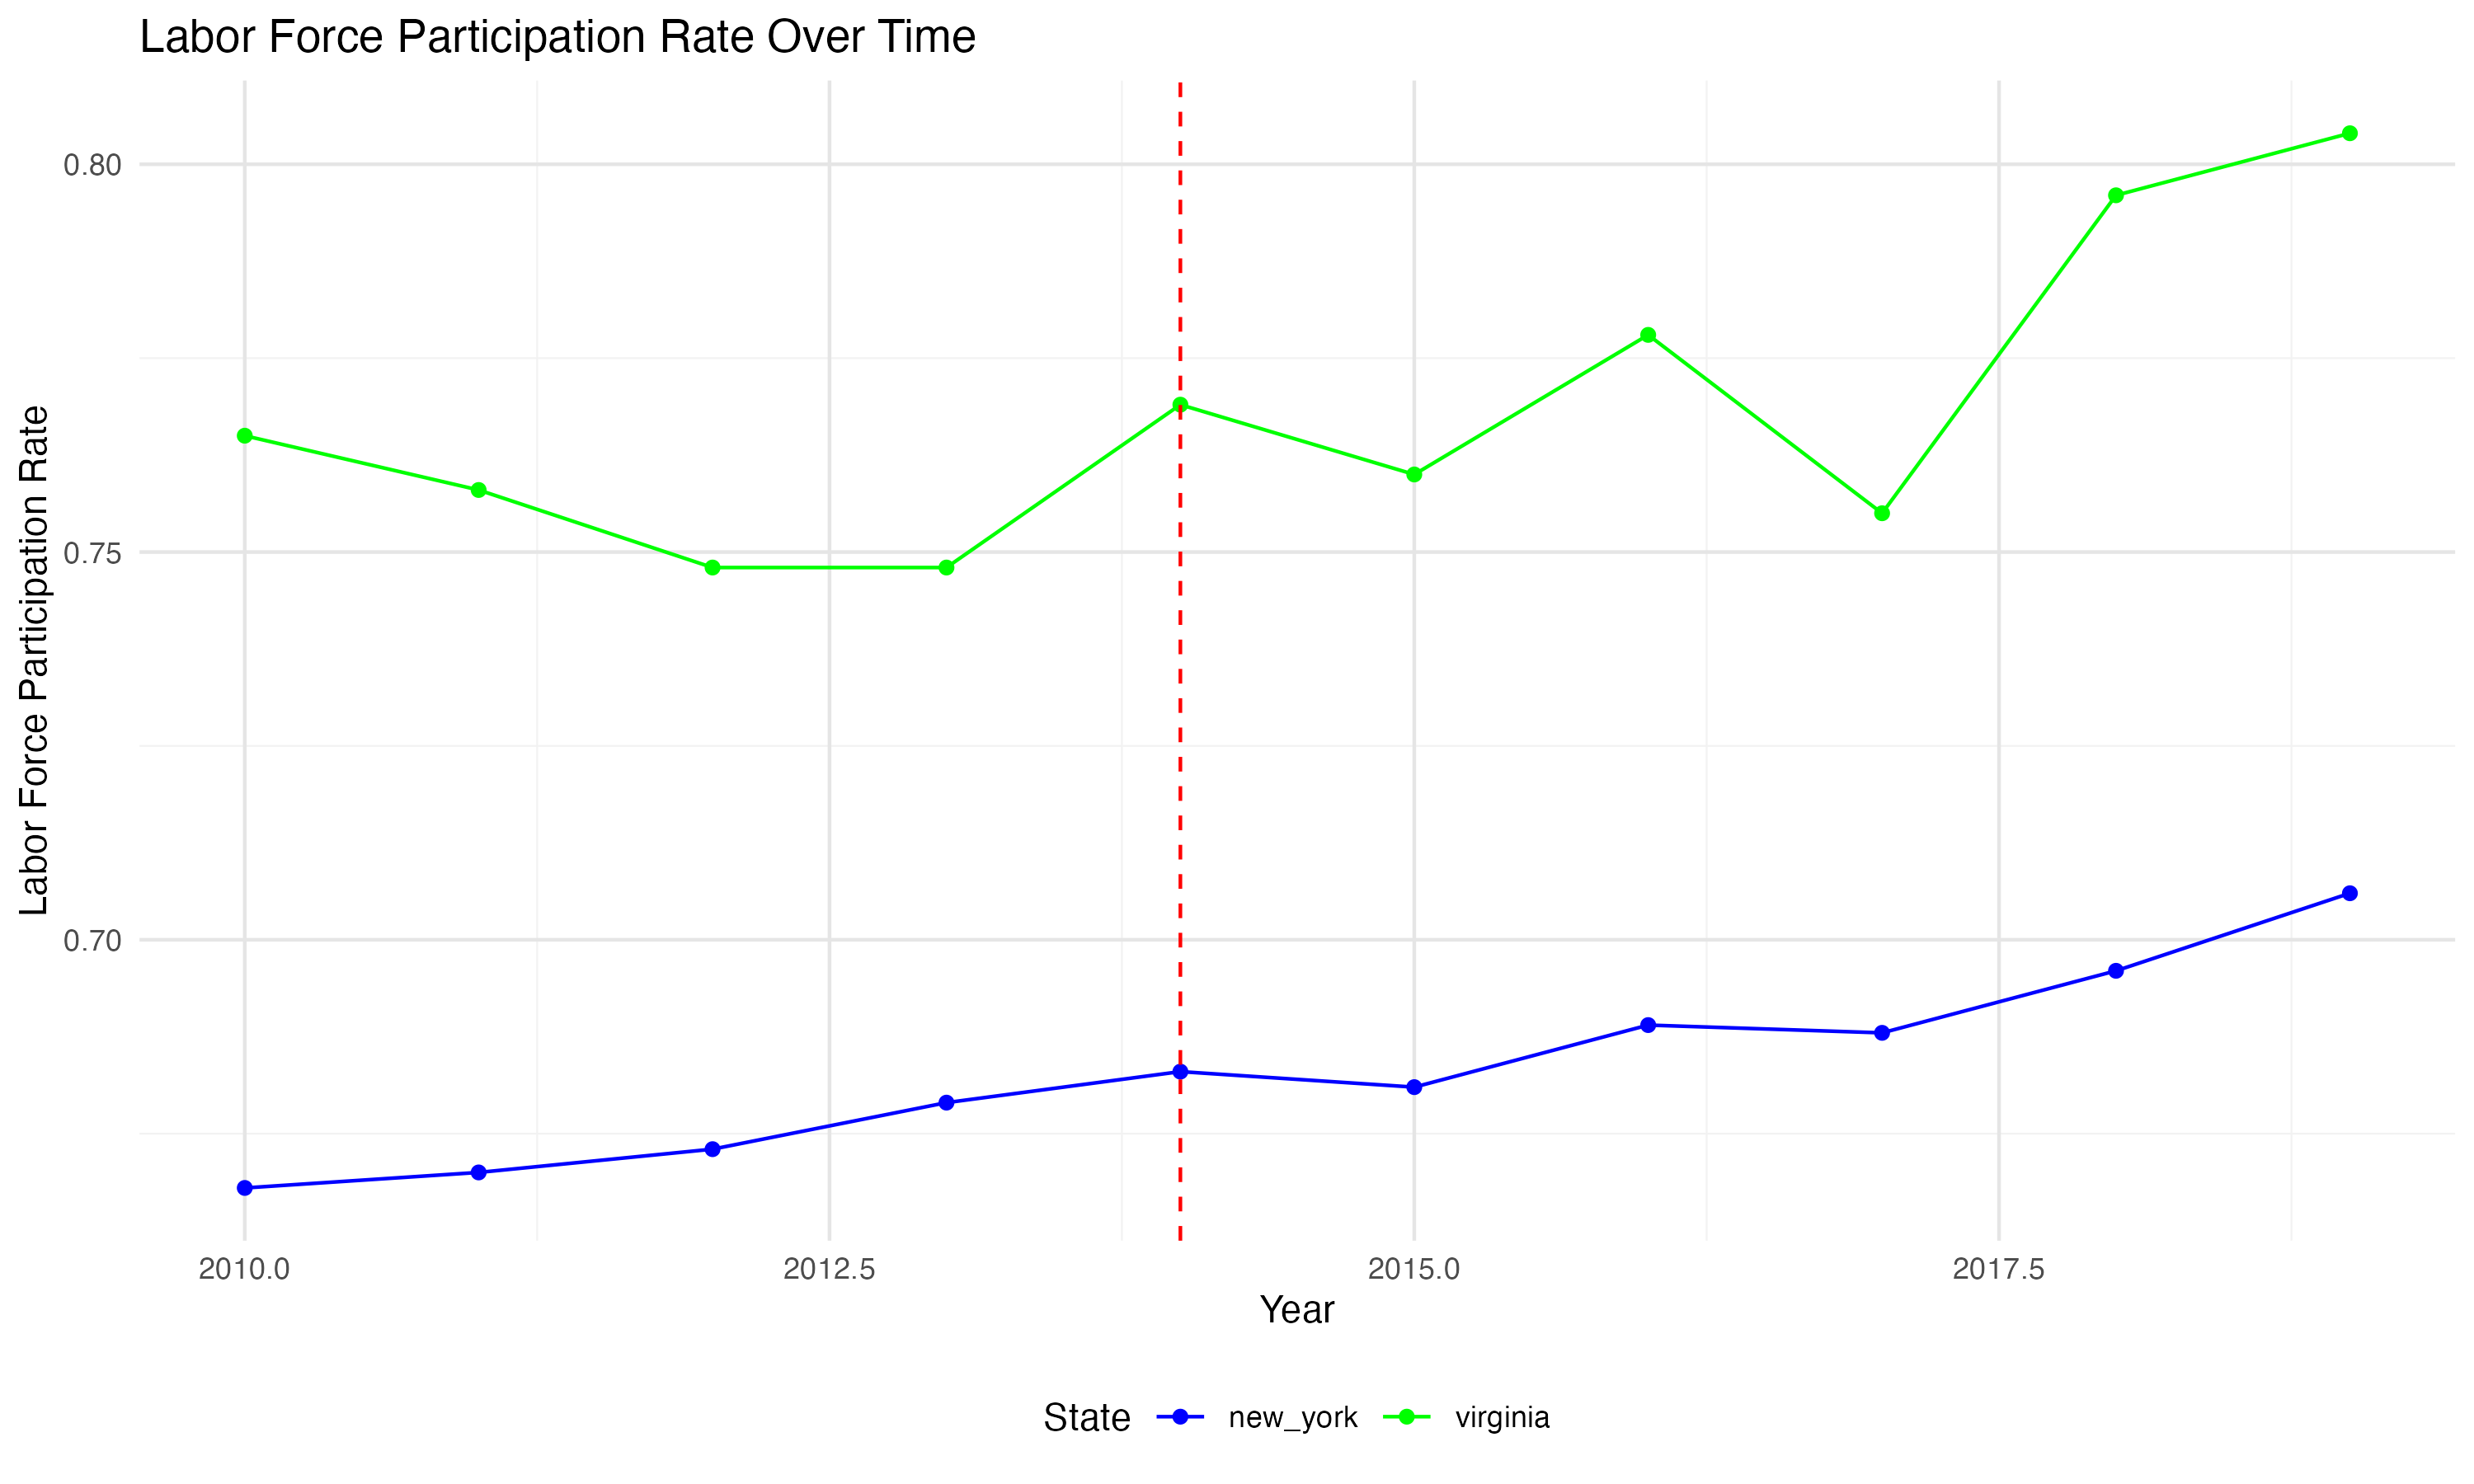 Labor Force Participation Rate Over Time
Labor Force Participation Rate
0.80
0.75
0.70
2010.0 2012.5 2015.0 2017.5
Year
State new_york virginia